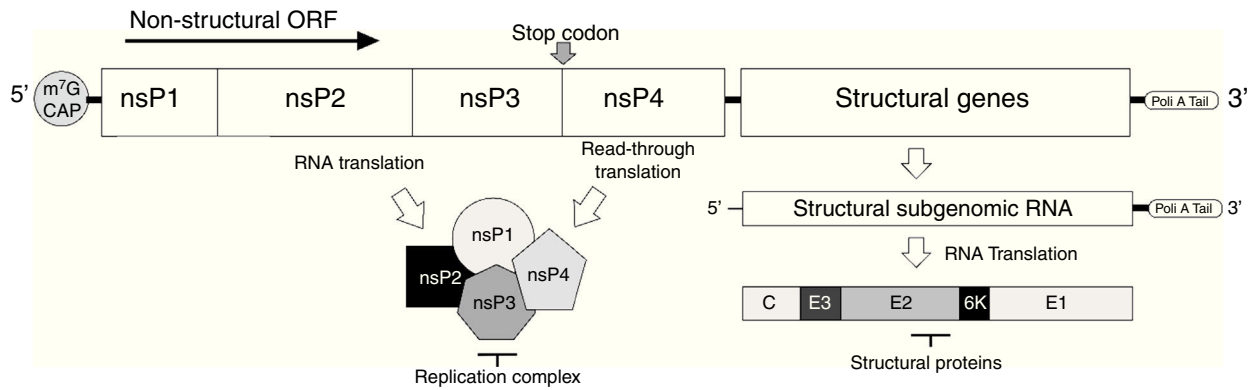 Non-structural ORF
Stop codon
5’ m⁷G CAP nsP1 nsP2 nsP3 nsP4 Structural genes Poli A Tail 3’
RNA translation
Read-through
translation
5’ Structural subgenomic RNA Poli A Tail 3’
RNA Translation
nsP1
nsP2
nsP4
nsP3
C E3 E2 6K E1
Structural proteins
Replication complex